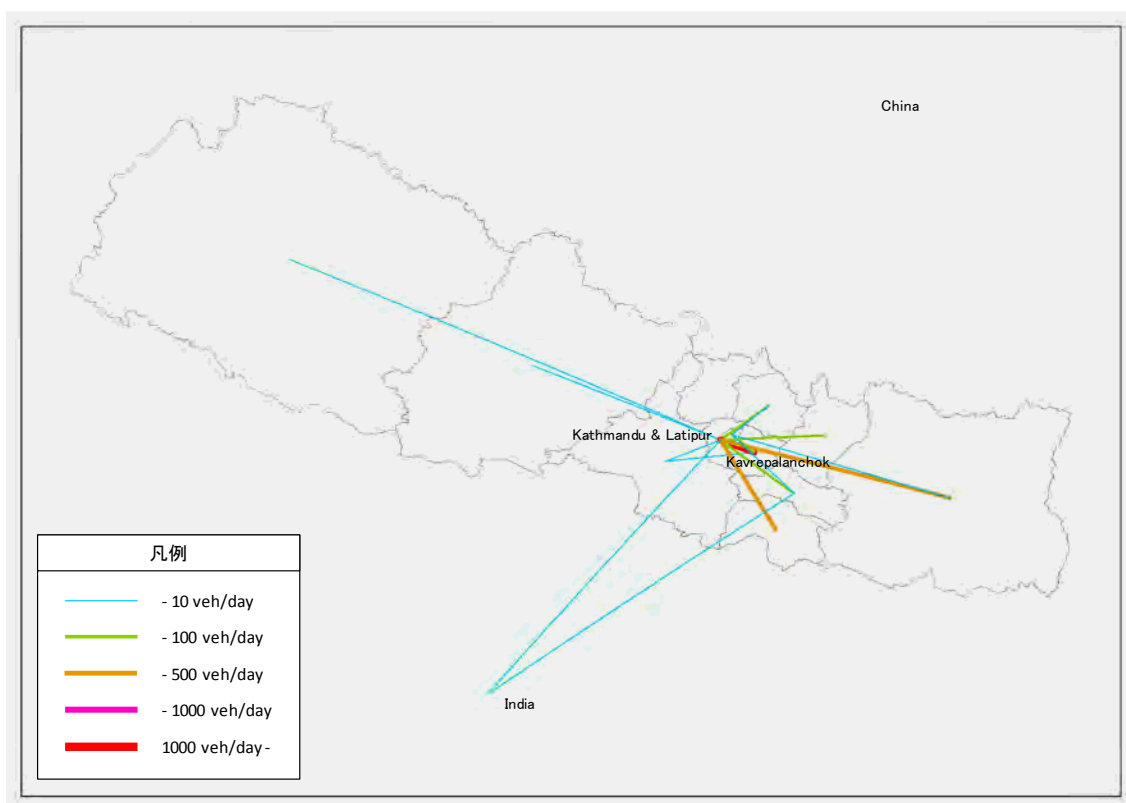 China
Kathmandu & Latipur
Kavrepalanchok
India
凡例
- 10 veh/day
- 100 veh/day
- 500 veh/day
- 1000 veh/day
1000 veh/day -